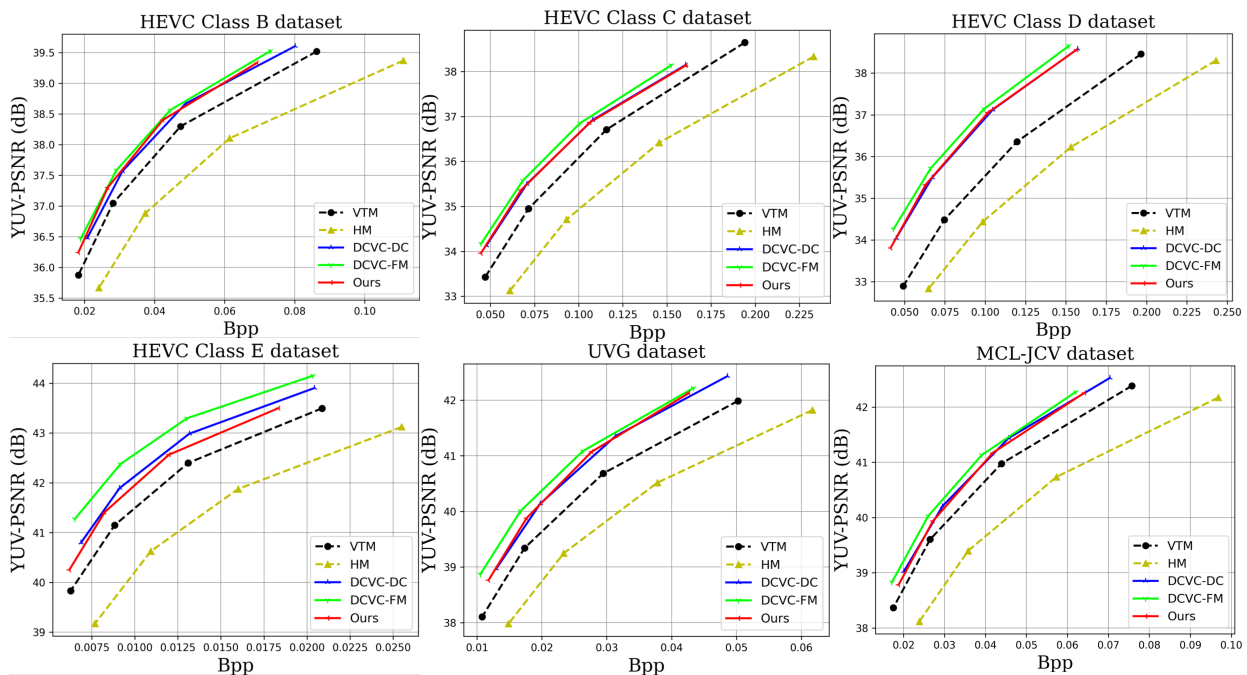 HEVC Class B dataset
YUV-PSNR (dB)
39.5
39.0
38.5
38.0
37.5
37.0
36.5
36.0
35.5
0.02
0.04
0.06
0.08
0.10
Bpp
VTM
HM
DCVC-DC
DCVC-FM
Ours
HEVC Class C dataset
YUV-PSNR (dB)
38
37
36
35
34
33
0.050
0.075
0.100
0.125
0.150
0.175
0.200
0.225
Bpp
VTM
HM
DCVC-DC
DCVC-FM
Ours
HEVC Class D dataset
YUV-PSNR (dB)
38
37
36
35
34
33
0.050
0.075
0.100
0.125
0.150
0.175
0.200
0.225
0.250
Bpp
VTM
HM
DCVC-DC
DCVC-FM
Ours
HEVC Class E dataset
YUV-PSNR (dB)
44
43
42
41
40
39
0.0075
0.0100
0.0125
0.0150
0.0175
0.0200
0.0225
0.0250
Bpp
VTM
HM
DCVC-DC
DCVC-FM
Ours
UVG dataset
YUV-PSNR (dB)
42
41
40
39
38
0.01
0.02
0.03
0.04
0.05
0.06
Bpp
VTM
HM
DCVC-DC
DCVC-FM
Ours
MCL-JCV dataset
YUV-PSNR (dB)
42
41
40
39
38
0.02
0.03
0.04
0.05
0.06
0.07
0.08
0.09
0.10
Bpp
VTM
HM
DCVC-DC
DCVC-FM
Ours